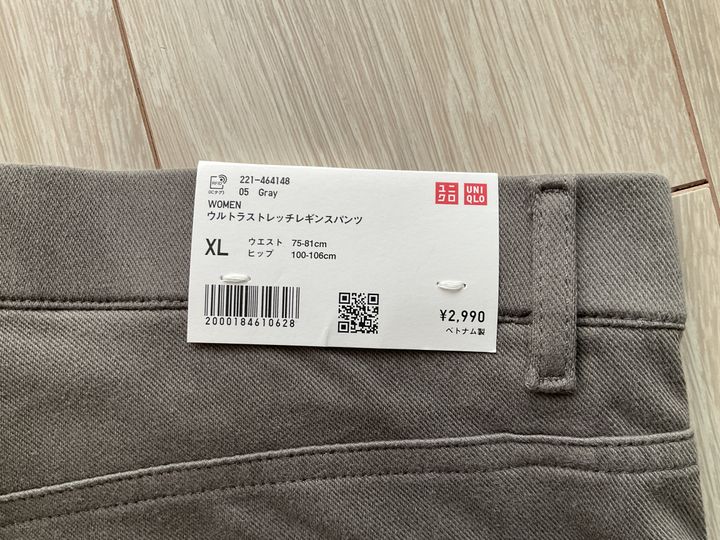 221-464148
05 Gray
WOMEN
ウルトラストレッチレギンスパンツ
ユニクロ
UNIQLO
XL
ウエスト 75-81cm
ヒップ 100-106cm
2000184610628
¥2,990
ベトナム製